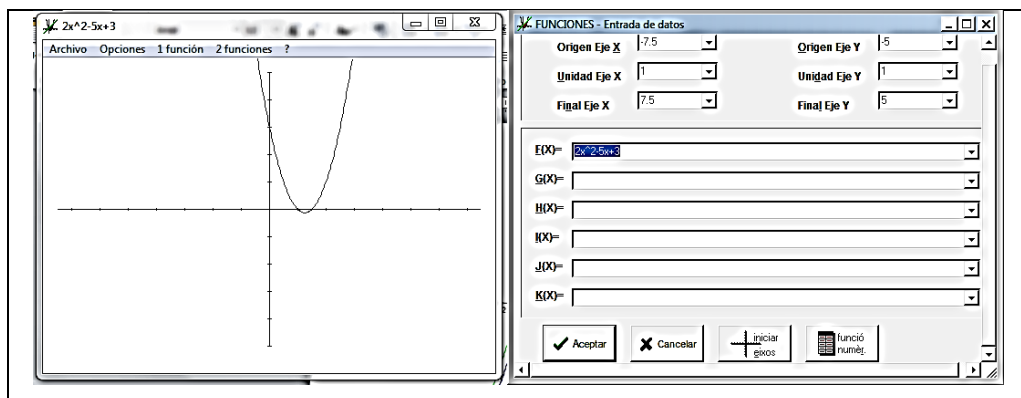 2x^2-5x+3
Archivo Opciones 1 función 2 funciones ?
FUNCIONES - Entrada de datos
Origen Eje X -7.5 Origen Eje Y -5
Unidad Eje X 1 Unidad Eje Y 1
Final Eje X 7.5 Final Eje Y 5
F(X)= 2x^2-5x+3
G(X)=
H(X)=
I(X)=
J(X)=
K(X)=
Aceptar Cancelar iniciar eixos funció numèr.